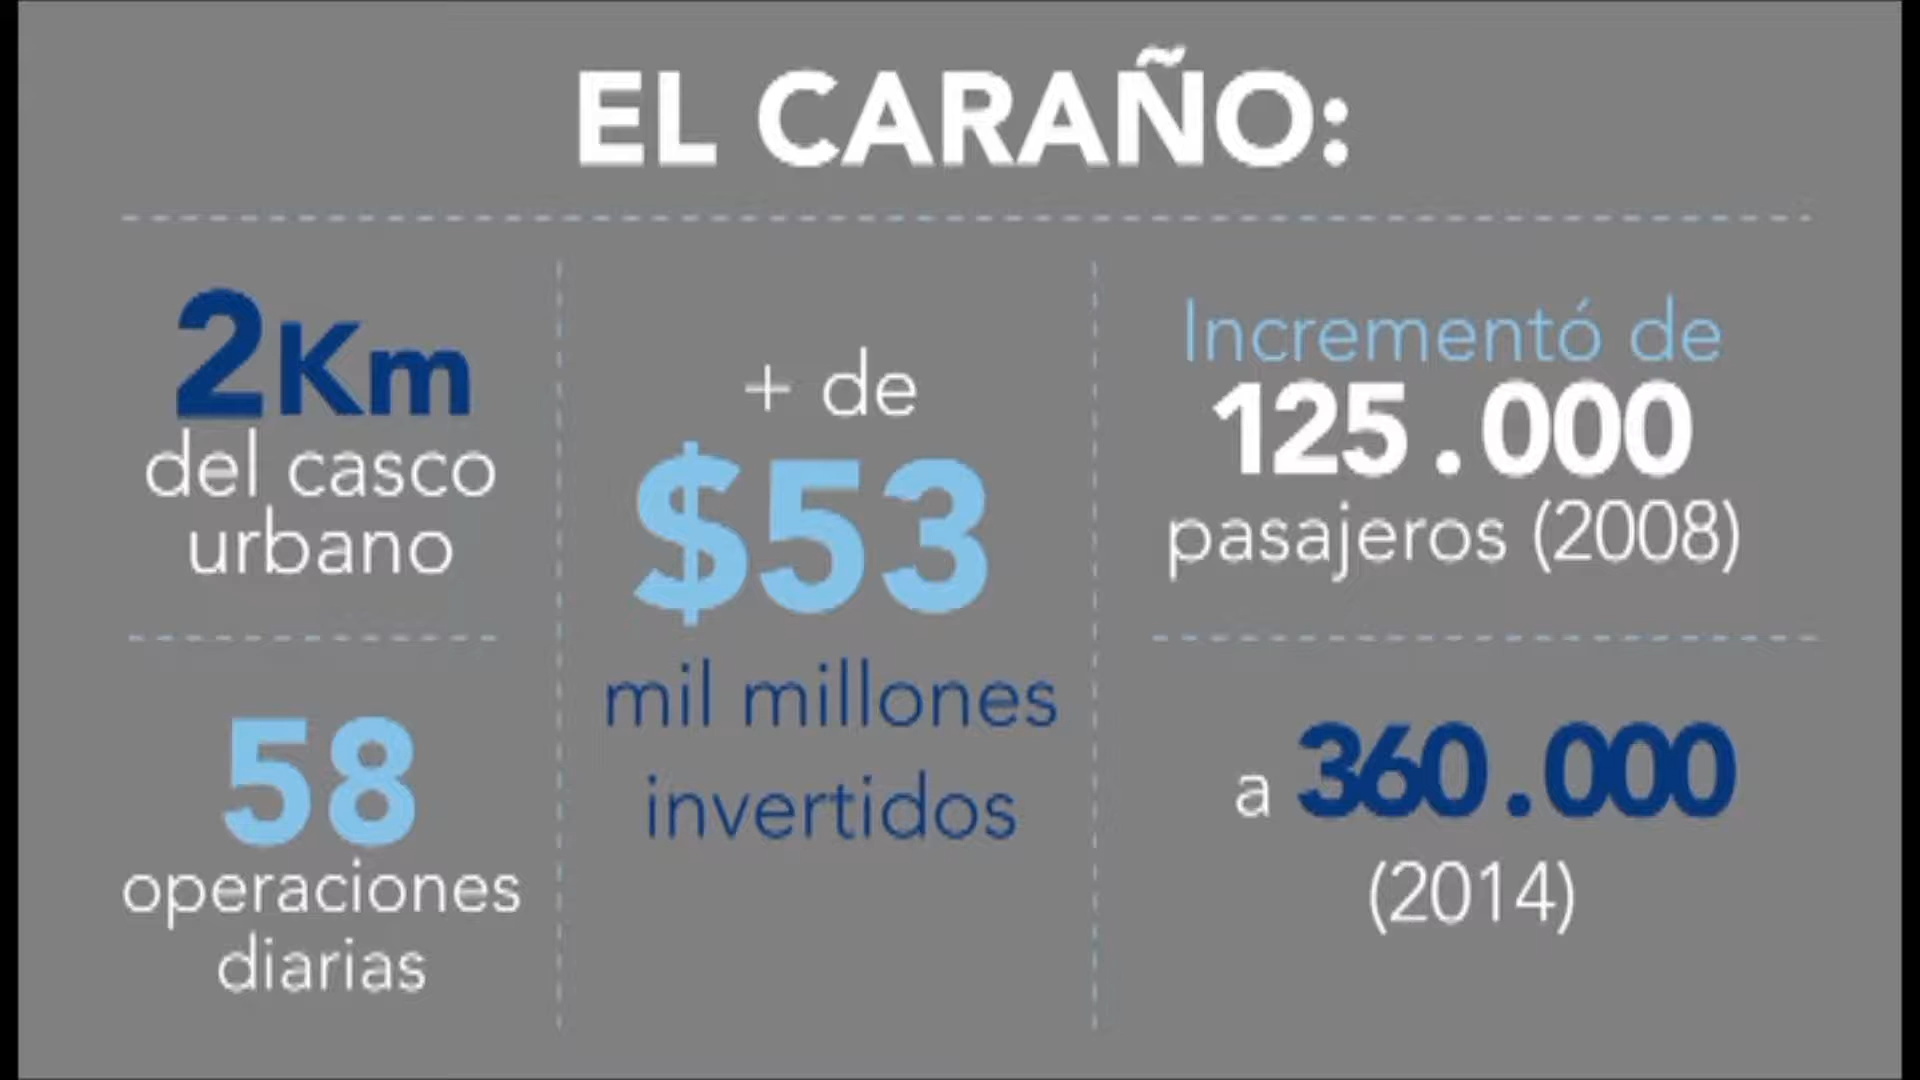 EL CARAÑO:
2Km
del casco
urbano
58
operaciones
diarias
+ de
$53
mil millones
invertidos
Incrementó de
125.000
pasajeros (2008)
a 360.000
(2014)